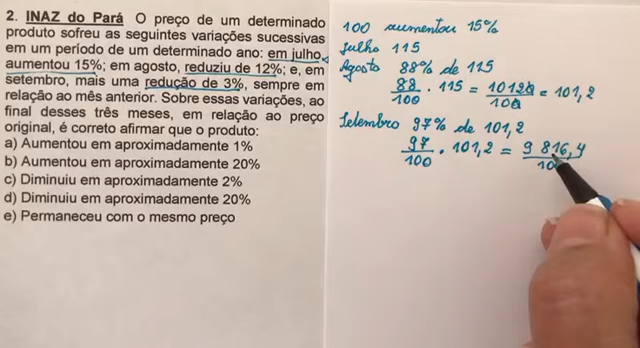 2. INAZ do Pará O preço de um determinado
produto sofreu as seguintes variações sucessivas
em um período de um determinado ano: em julho
aumentou 15%; em agosto, reduziu de 12%; e, em
setembro, mais uma redução de 3%, sempre em
relação ao mês anterior. Sobre essas variações, ao
final desses três meses, em relação ao preço
original, é correto afirmar que o produto:
a) Aumentou em aproximadamente 1%
b) Aumentou em aproximadamente 20%
c) Diminuiu em aproximadamente 2%
d) Diminuiu em aproximadamente 20%
e) Permaneceu com o mesmo preço
100 aumentou 15%
Julho 115
Agosto 88% de 115
88/100 . 115 = 10120/100 = 101,2
Setembro 97% de 101,2
97/100 . 101,2 = 9 816,4/10